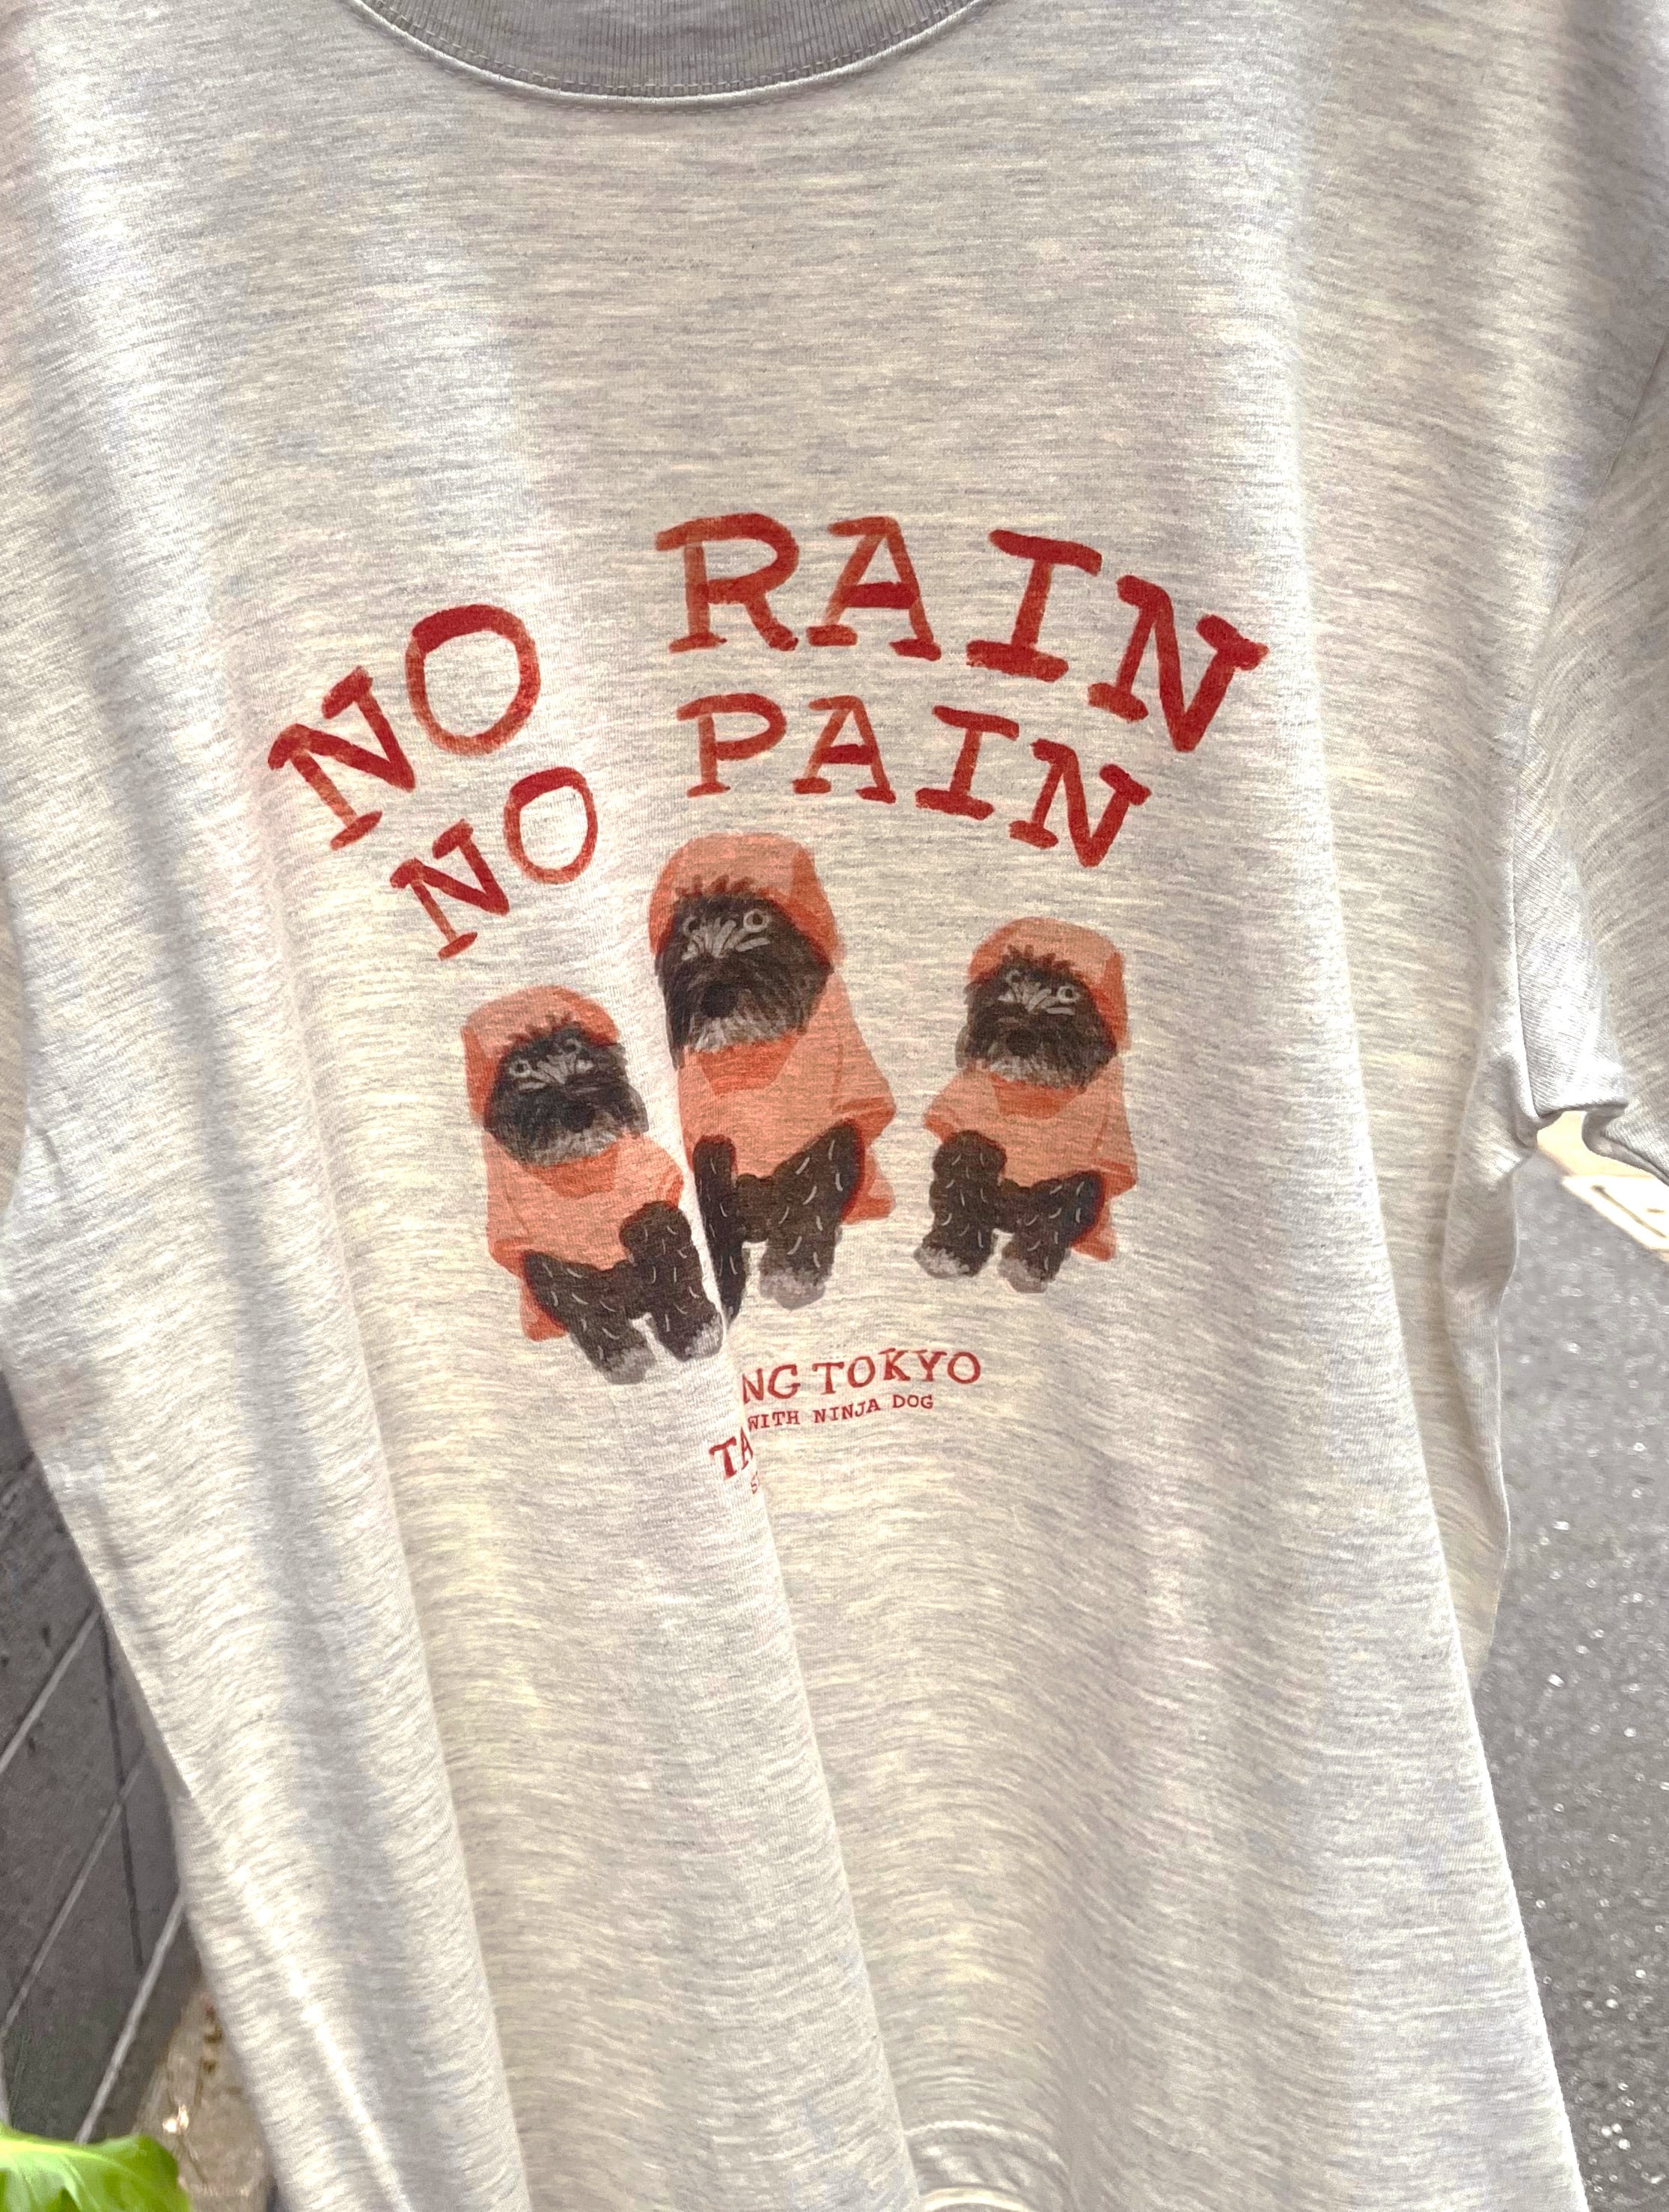 NO RAIN
NO PAIN
NG TOKYO
WITH NINJA DOG